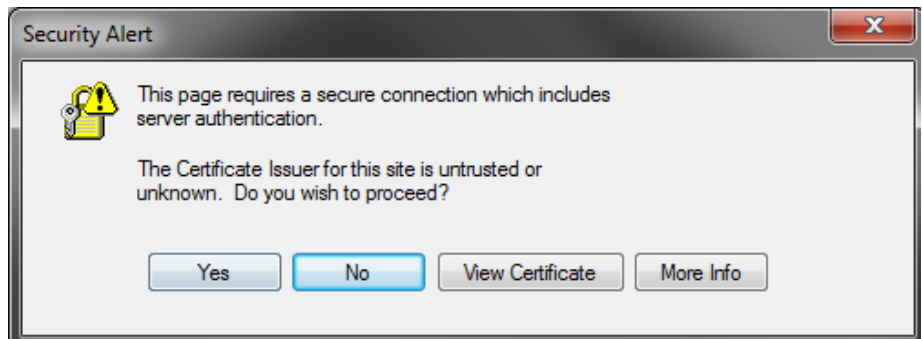 Security Alert
This page requires a secure connection which includes
server authentication.
The Certificate Issuer for this site is untrusted or
unknown. Do you wish to proceed?
Yes No View Certificate More Info